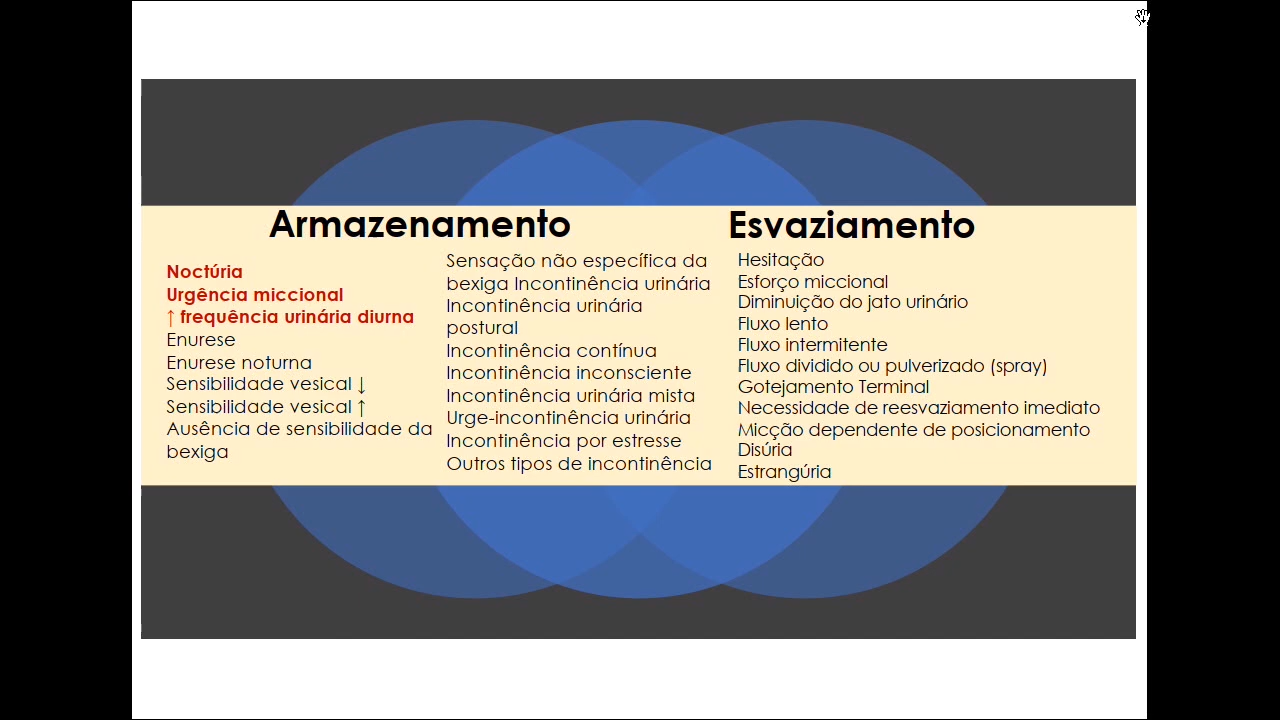 Armazenamento
Noctúria
Urgência miccional
↑ frequência urinária diurna
Enurese
Enurese noturna
Sensibilidade vesical ↓
Sensibilidade vesical ↑
Ausência de sensibilidade da
bexiga
Sensação não específica da
bexiga Incontinência urinária
Incontinência urinária
postural
Incontinência contínua
Incontinência inconsciente
Incontinência urinária mista
Urge-incontinência urinária
Incontinência por estresse
Outros tipos de incontinência
Esvaziamento
Hesitação
Esforço miccional
Diminuição do jato urinário
Fluxo lento
Fluxo intermitente
Fluxo dividido ou pulverizado (spray)
Gotejamento Terminal
Necessidade de reesvaziamento imediato
Micção dependente de posicionamento
Disúria
Estrangúria